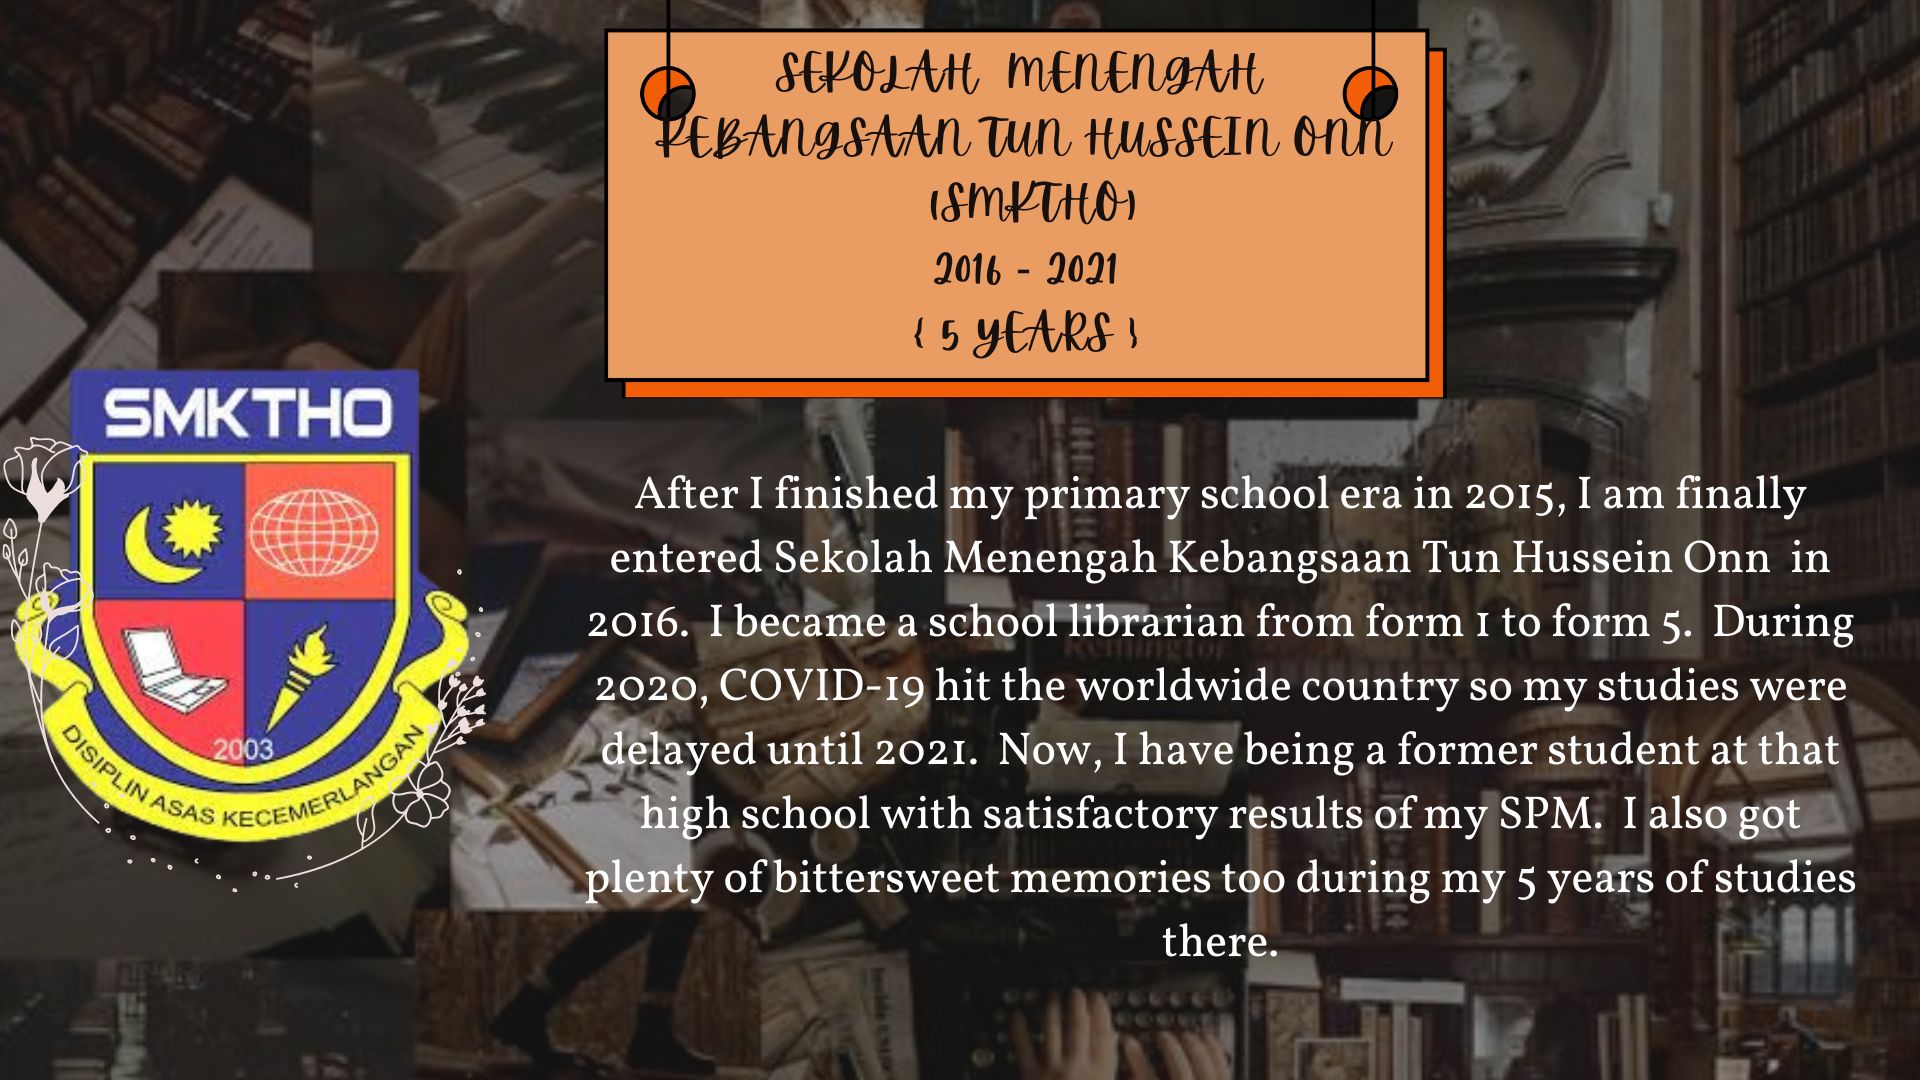 SEKOLAH MENENGAH
KEBANGSAAN TUN HUSSEIN ONN
(SMKTHO)
2016 - 2021
{ 5 YEARS }
SMKTHO
2003
DISIPLIN ASAS KECEMERLANGAN
After I finished my primary school era in 2015, I am finally
entered Sekolah Menengah Kebangsaan Tun Hussein Onn in
2016. I became a school librarian from form 1 to form 5. During
2020, COVID-19 hit the worldwide country so my studies were
delayed until 2021. Now, I have being a former student at that
high school with satisfactory results of my SPM. I also got
plenty of bittersweet memories too during my 5 years of studies
there.